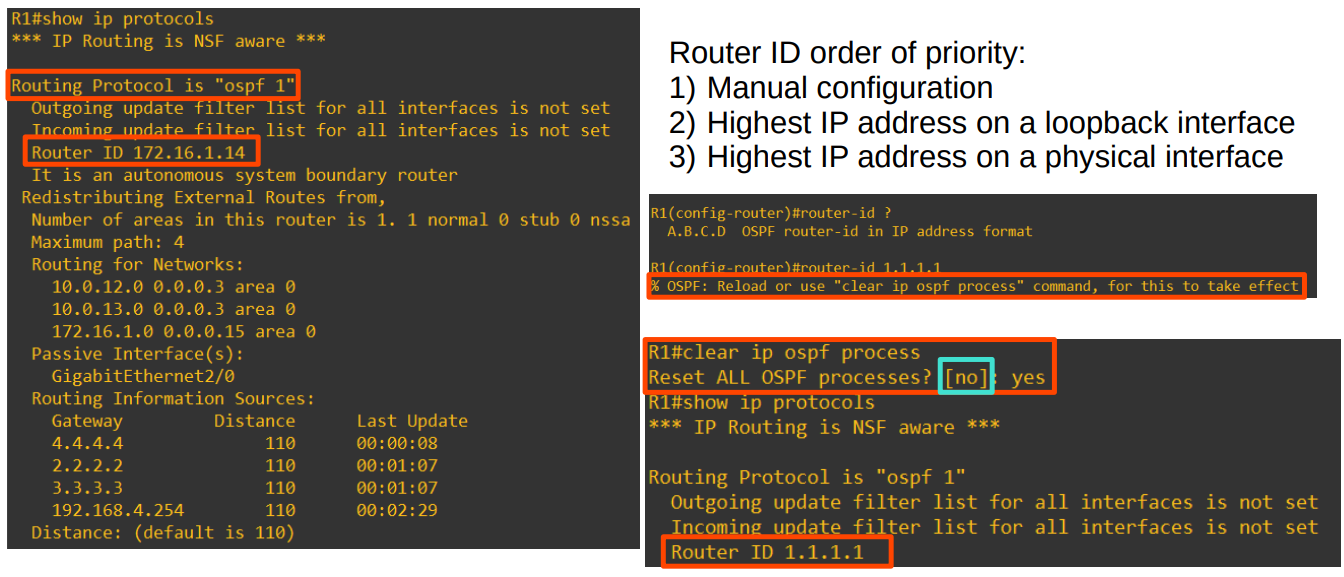 R1#show ip protocols
*** IP Routing is NSF aware ***
Routing Protocol is "ospf 1"
Outgoing update filter list for all interfaces is not set
Incoming update filter list for all interfaces is not set
Router ID 172.16.1.14
It is an autonomous system boundary router
Redistributing External Routes from,
Number of areas in this router is 1. 1 normal 0 stub 0 nssa
Maximum path: 4
Routing for Networks:
10.0.12.0 0.0.0.3 area 0
10.0.13.0 0.0.0.3 area 0
172.16.1.0 0.0.0.15 area 0
Passive Interface(s):
GigabitEthernet2/0
Routing Information Sources:
Gateway Distance Last Update
4.4.4.4 110 00:00:08
2.2.2.2 110 00:01:07
3.3.3.3 110 00:01:07
192.168.4.254 110 00:02:29
Distance: (default is 110)
Router ID order of priority:
1) Manual configuration
2) Highest IP address on a loopback interface
3) Highest IP address on a physical interface
R1(config-router)#router-id ?
A.B.C.D OSPF router-id in IP address format
R1(config-router)#router-id 1.1.1.1
% OSPF: Reload or use "clear ip ospf process" command, for this to take effect
R1#clear ip ospf process
Reset ALL OSPF processes? [no]: yes
R1#show ip protocols
*** IP Routing is NSF aware ***
Routing Protocol is "ospf 1"
Outgoing update filter list for all interfaces is not set
Incoming update filter list for all interfaces is not set
Router ID 1.1.1.1